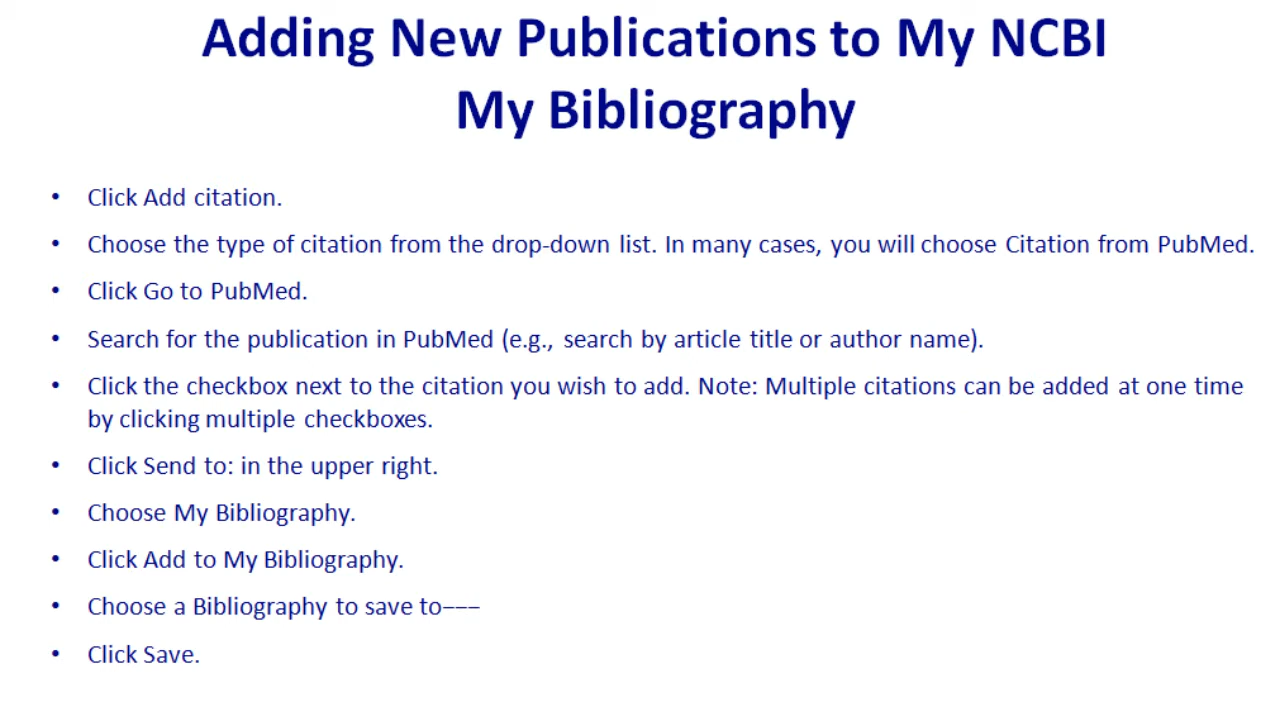 Adding New Publications to My NCBI
My Bibliography
• Click Add citation.
• Choose the type of citation from the drop-down list. In many cases, you will choose Citation from PubMed.
• Click Go to PubMed.
• Search for the publication in PubMed (e.g., search by article title or author name).
• Click the checkbox next to the citation you wish to add. Note: Multiple citations can be added at one time
by clicking multiple checkboxes.
• Click Send to: in the upper right.
• Choose My Bibliography.
• Click Add to My Bibliography.
• Choose a Bibliography to save to–––
• Click Save.